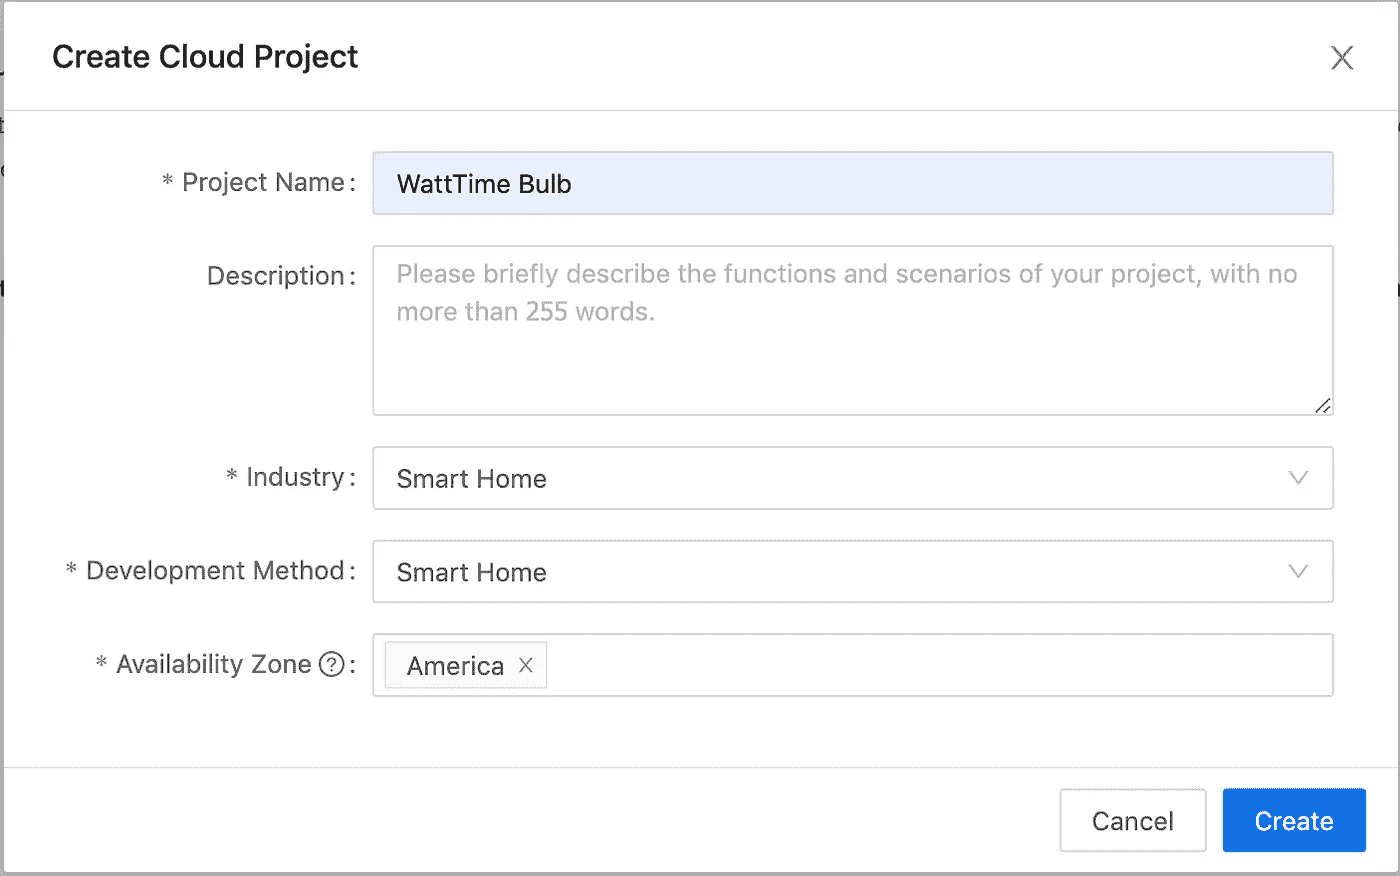 Create Cloud Project
* Project Name:
WattTime Bulb
Description:
Please briefly describe the functions and scenarios of your project, with no
more than 255 words.
* Industry:
Smart Home
* Development Method:
Smart Home
* Availability Zone ? :
America X
Cancel
Create